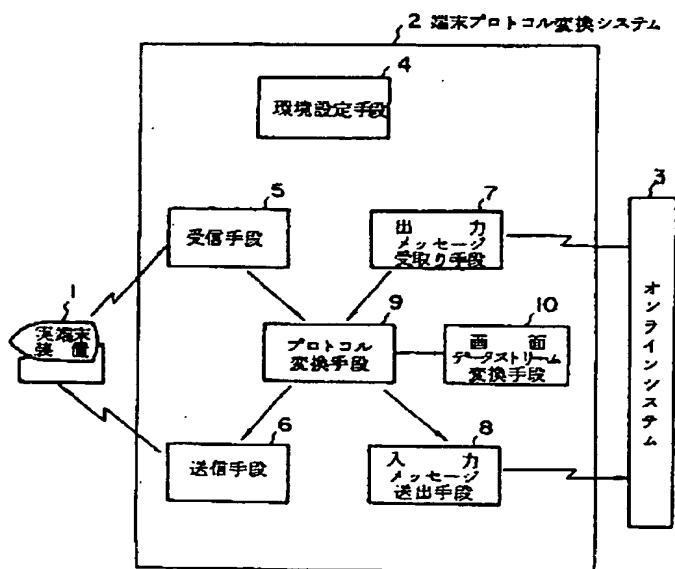 2 端末プロトコル変換システム
4
環境設定手段
5
受信手段
7
出力
メッセージ
受取り手段
3
オンラインシステム
1
実端末
装置
9
プロトコル
変換手段
10
画面
データストリーム
変換手段
6
送信手段
8
入力
メッセージ
送出手段